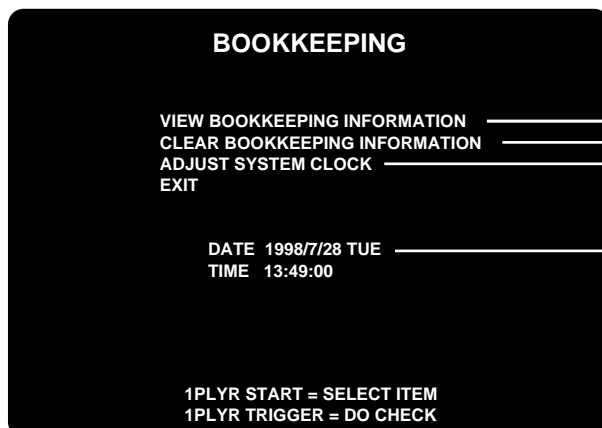 BOOKKEEPING
VIEW BOOKKEEPING INFORMATION
CLEAR BOOKKEEPING INFORMATION
ADJUST SYSTEM CLOCK
EXIT
DATE 1998/7/28 TUE
TIME 13:49:00
1PLYR START = SELECT ITEM
1PLYR TRIGGER = DO CHECK